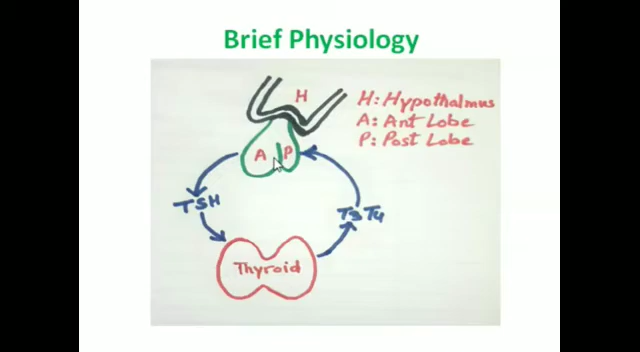 Brief Physiology
H
H: Hypothalmus
A: Ant Lobe
P: Post Lobe
A P
TSH
T3 T4
Thyroid